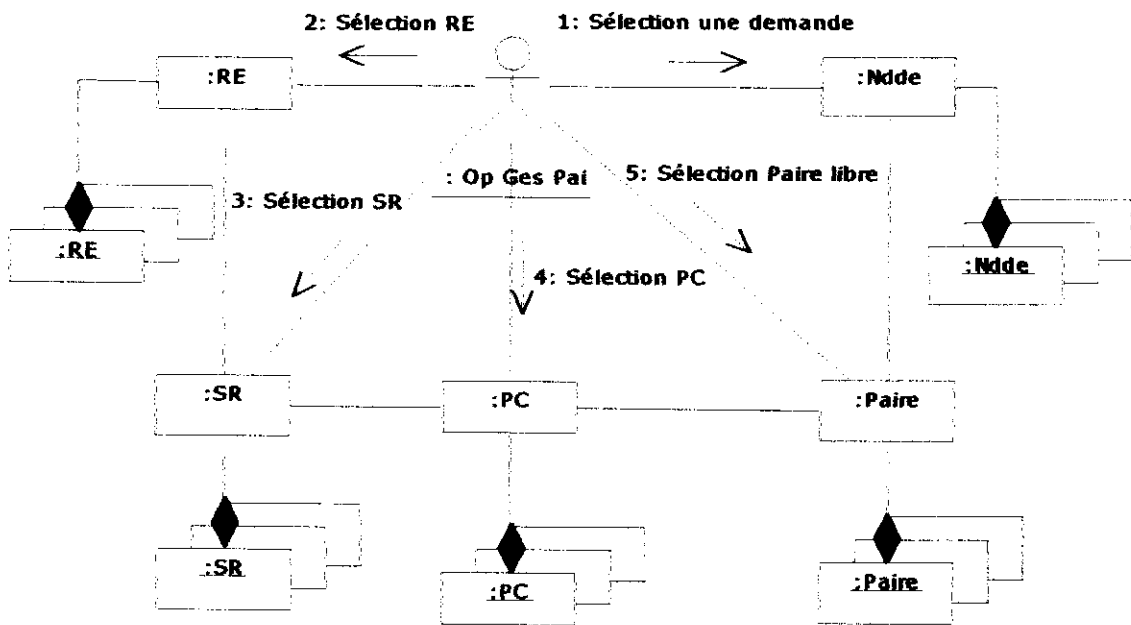 2: Sélection RE
1: Sélection une demande
:RE
:Ndde
: Op Ges Pai
5: Sélection Paire libre
3: Sélection SR
:RE
:Ndde
4: Sélection PC
:SR
:PC
:Paire
:SR
:PC
:Paire